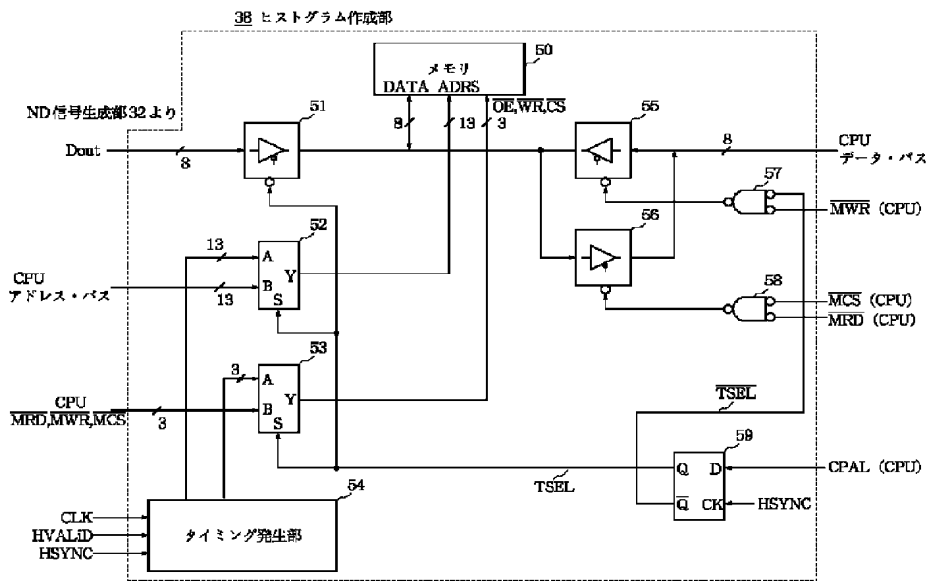 38 ヒストグラム作成部
50
メモリ
DATA ADRS
OE,WR,CS
ND信号生成部32より
51
8
13
3
55
Dout
8
8
CPU
データ・バス
57
MWR (CPU)
52
56
13
A
Y
B
S
CPU
アドレス・バス
13
58
MCS (CPU)
MRD (CPU)
53
3
A
Y
B
S
CPU
MRD,MWR,MCS
3
TSEL
59
Q D
CPAL (CPU)
TSEL
Q CK
HSYNC
54
CLK
HVALiD
HSYNC
タイミング発生部